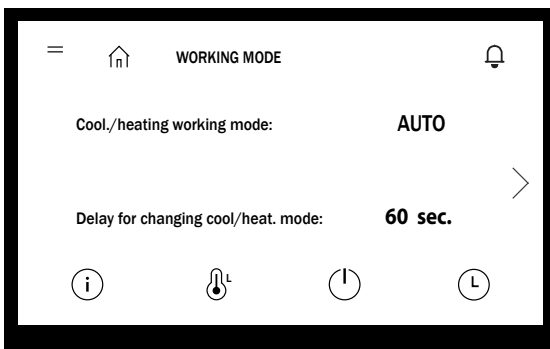 WORKING MODE
Cool./heating working mode: AUTO
Delay for changing cool/heat. mode: 60 sec.
L